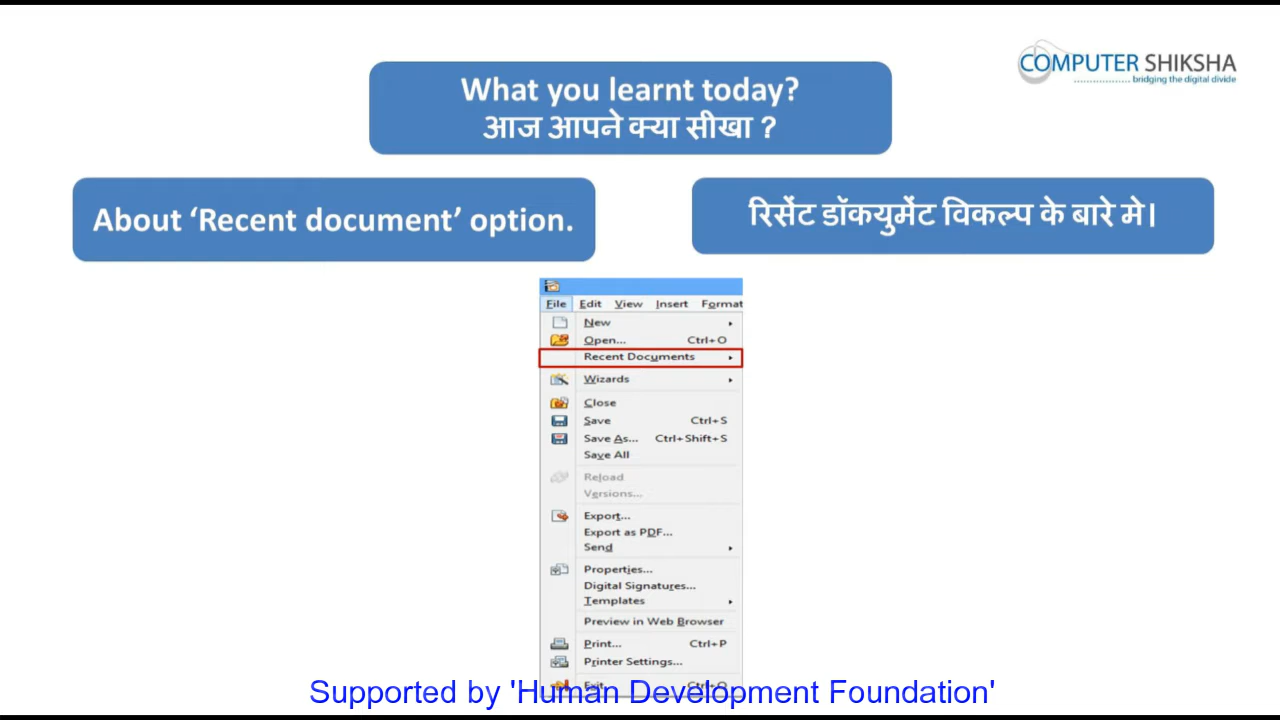 COMPUTER SHIKSHA
bridging the digital divide
What you learnt today?
आज आपने क्या सीखा ?
About ‘Recent document’ option.
रिसेंट डॉकयुमेंट विकल्प के बारे मे।
File Edit View Insert Format
New
Open... Ctrl+O
Recent Documents
Wizards
Close
Save Ctrl+S
Save As... Ctrl+Shift+S
Save All
Reload
Versions...
Export...
Export as PDF...
Send
Properties...
Digital Signatures...
Templates
Preview in Web Browser
Print... Ctrl+P
Printer Settings...
Exit Ctrl+Q
Supported by 'Human Development Foundation'